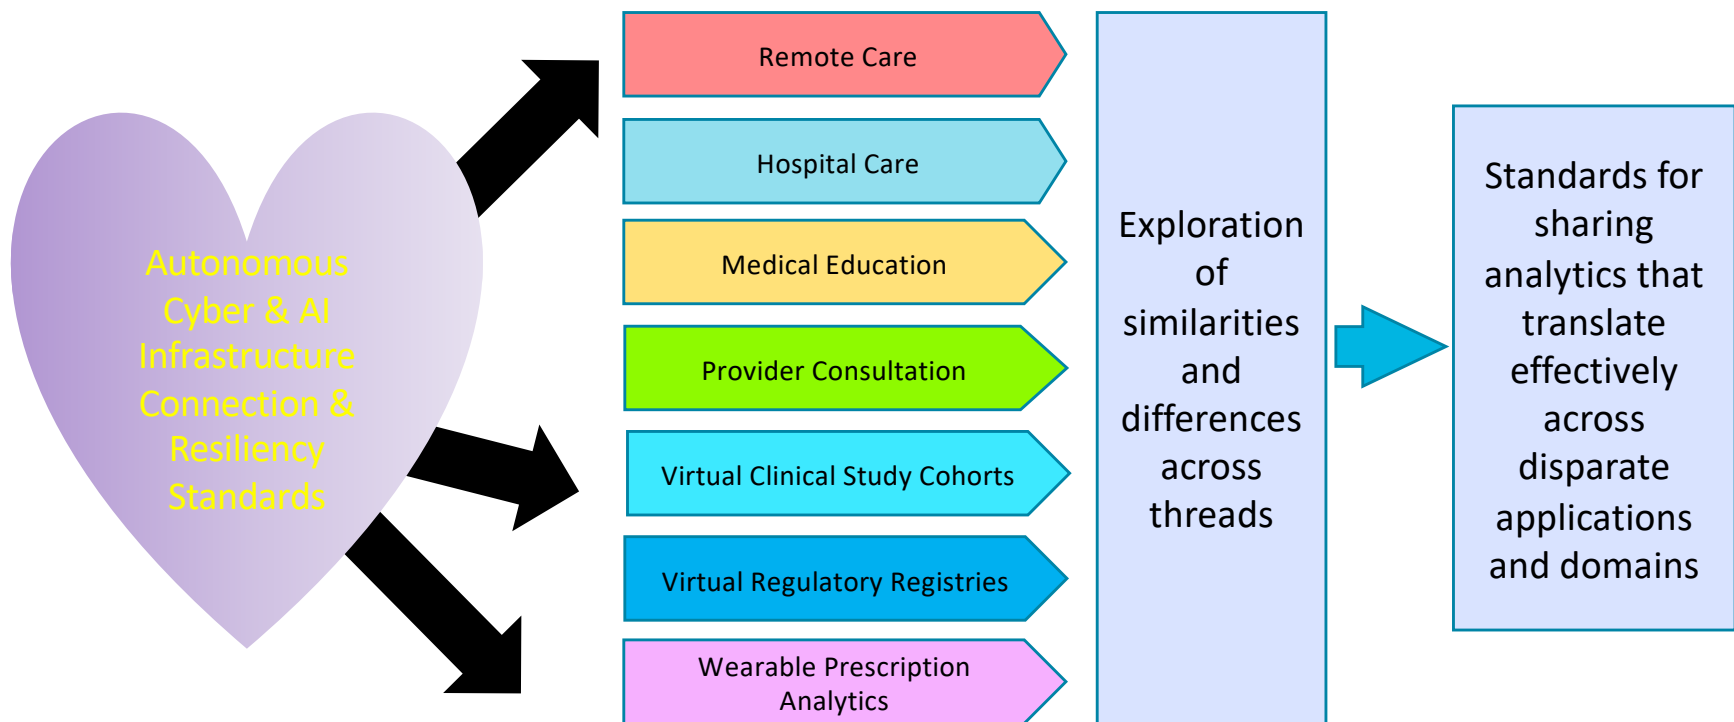 Autonomous
Cyber & AI
Infrastructure
Connection &
Resiliency
Standards
Remote Care
Hospital Care
Medical Education
Provider Consultation
Virtual Clinical Study Cohorts
Virtual Regulatory Registries
Wearable Prescription
Analytics
Exploration
of
similarities
and
differences
across
threads
Standards for
sharing
analytics that
translate
effectively
across
disparate
applications
and domains